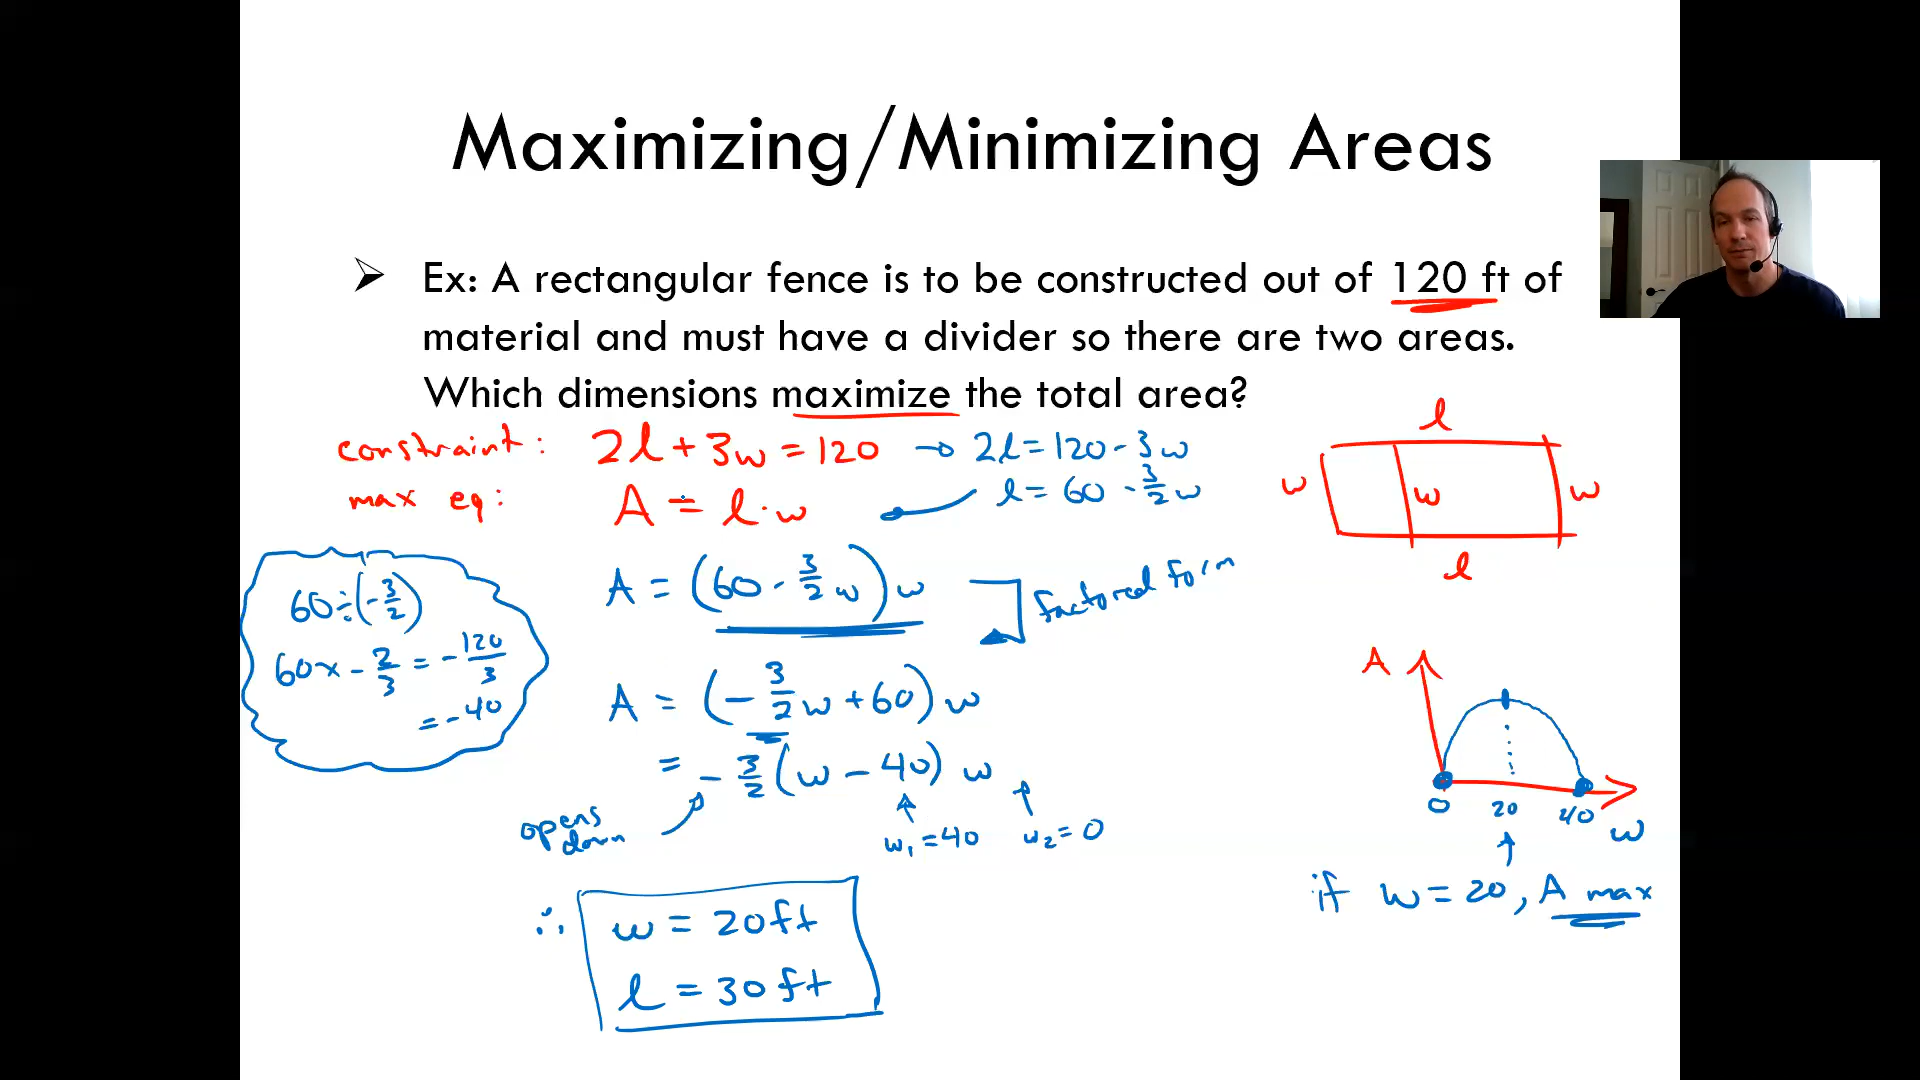 Maximizing/Minimizing Areas
Ex: A rectangular fence is to be constructed out of 120 ft of
material and must have a divider so there are two areas.
Which dimensions maximize the total area?
constraint: 2l + 3w = 120 → 2l = 120 - 3w
l = 60 - 3/2 w
max eq: A = l · w
l
w w w
l
A = (60 - 3/2 w) w factored form
60 ÷ (-3/2)
60 x - 2/3 = - 120/3
= - 40
A = (- 3/2 w + 60) w
= - 3/2 (w - 40) w
opens
down
w₁ = 40 w₂ = 0
A
0 20 40 w
if w = 20, A max
∴ w = 20 ft
l = 30 ft